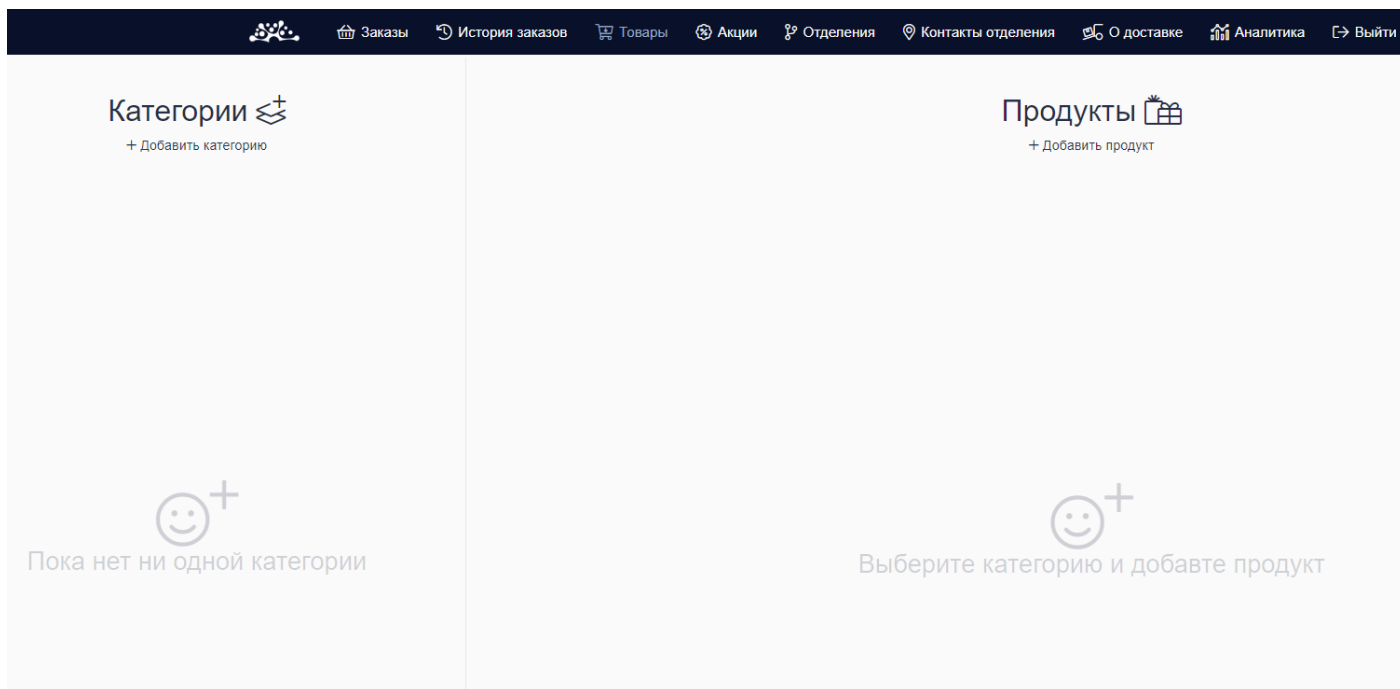 Заказы История заказов Товары Акции Отделения Контакты отделения О доставке Аналитика Выйти
Категории
+ Добавить категорию
Пока нет ни одной категории
Продукты
+ Добавить продукт
Выберите категорию и добавте продукт